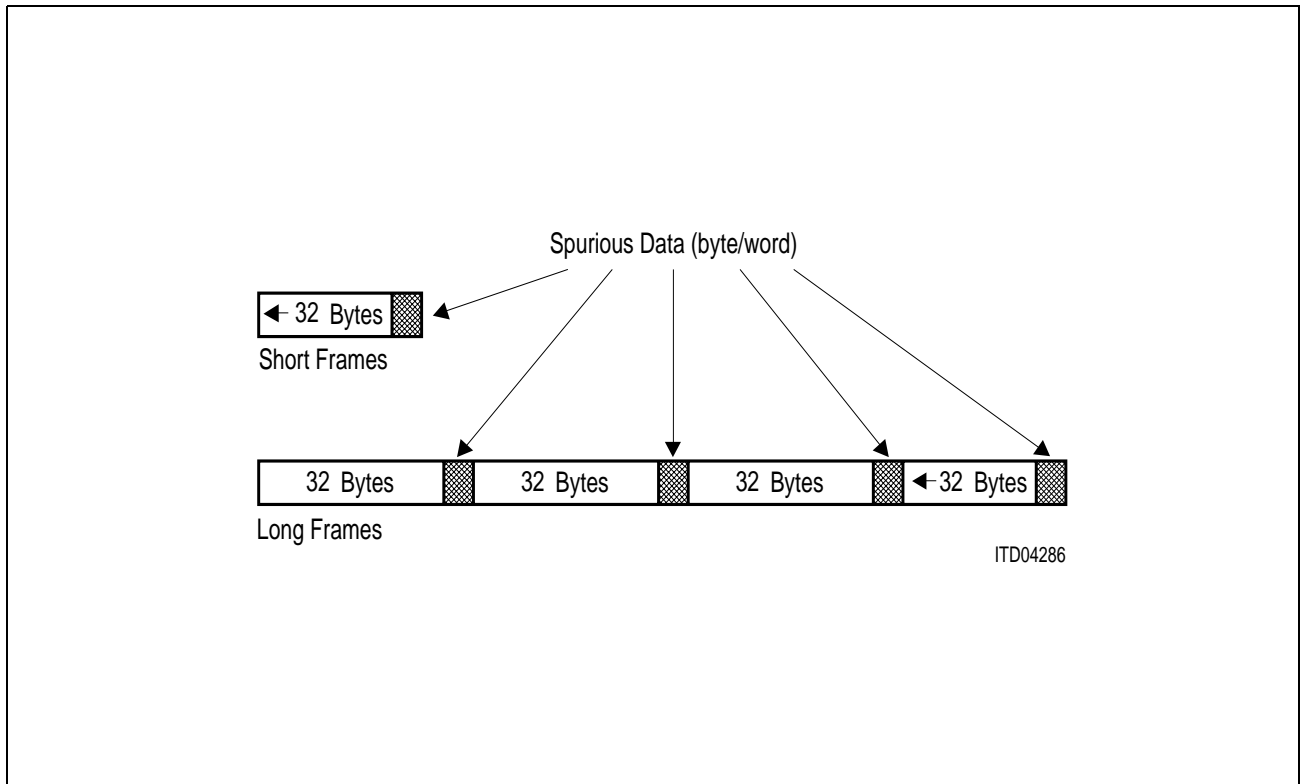 Spurious Data (byte/word)
32 Bytes
Short Frames
32 Bytes 32 Bytes 32 Bytes 32 Bytes
Long Frames
ITD04286